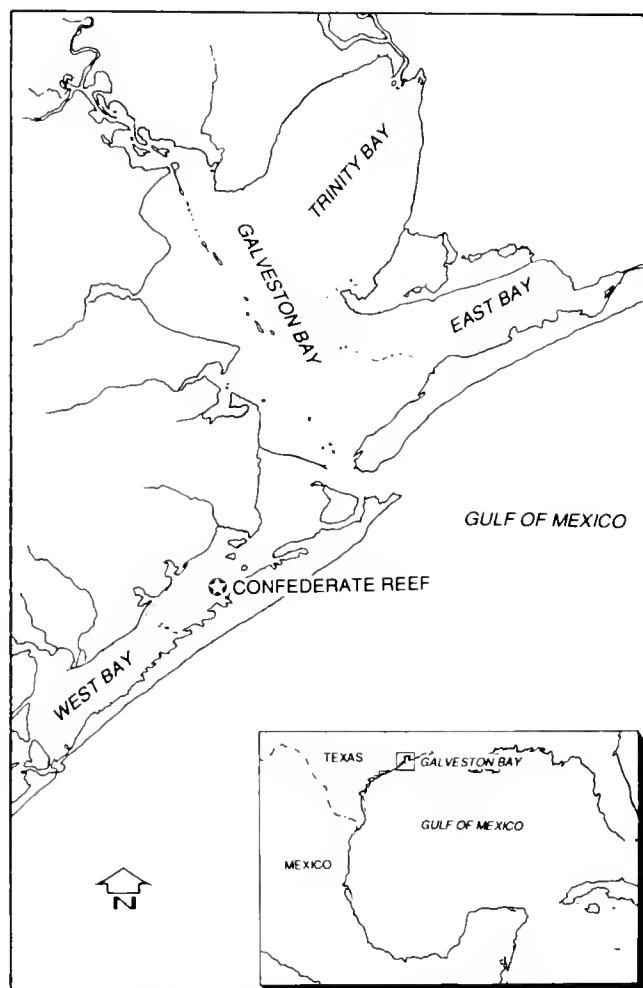 TRINITY BAY
GALVESTON BAY
EAST BAY
GULF OF MEXICO
CONFEDERATE REEF
WEST BAY
TEXAS
GALVESTON BAY
GULF OF MEXICO
MEXICO
N